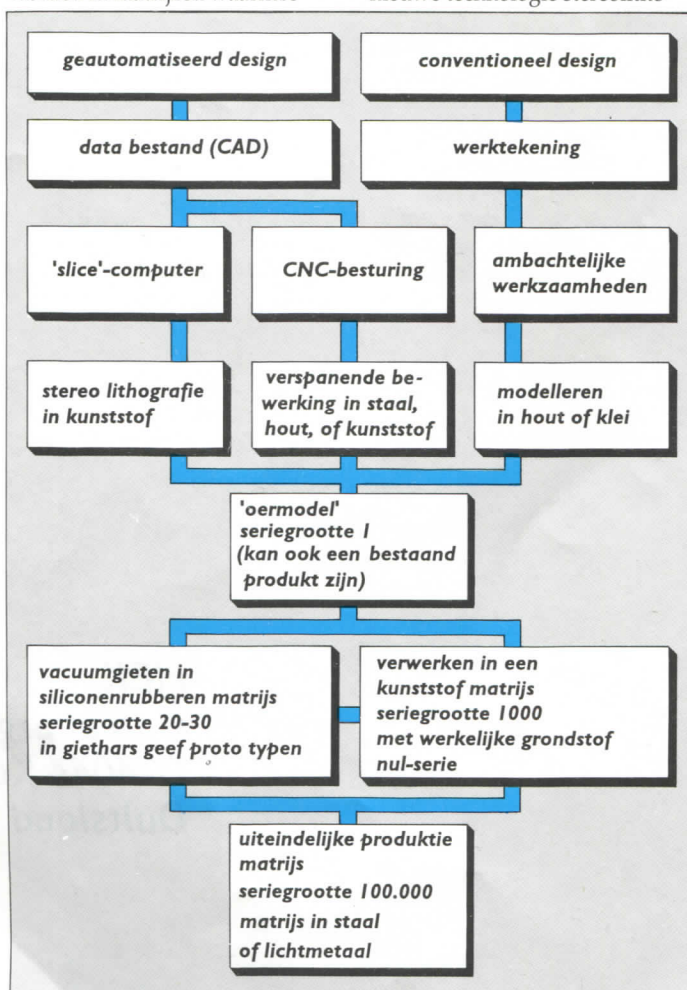 nieuwe technologie stereolitho-
geautomatiseerd design
conventioneel design
data bestand (CAD)
werktekening
'slice'-computer
CNC-besturing
ambachtelijke
werkzaamheden
stereo lithografie
in kunststof
verspanende be-
werking in staal,
hout, of kunststof
modelleren
in hout of klei
'oermodel'
seriegrootte 1
(kan ook een bestaand
produkt zijn)
vacuumgieten in
siliconenrubberen matrijs
seriegrootte 20-30
in giethars geef proto typen
verwerken in een
kunststof matrijs
seriegrootte 1000
met werkelijke grondstof
nul-serie
uiteindelijke produktie
matrijs
seriegrootte 100.000
matrijs in staal
of lichtmetaal